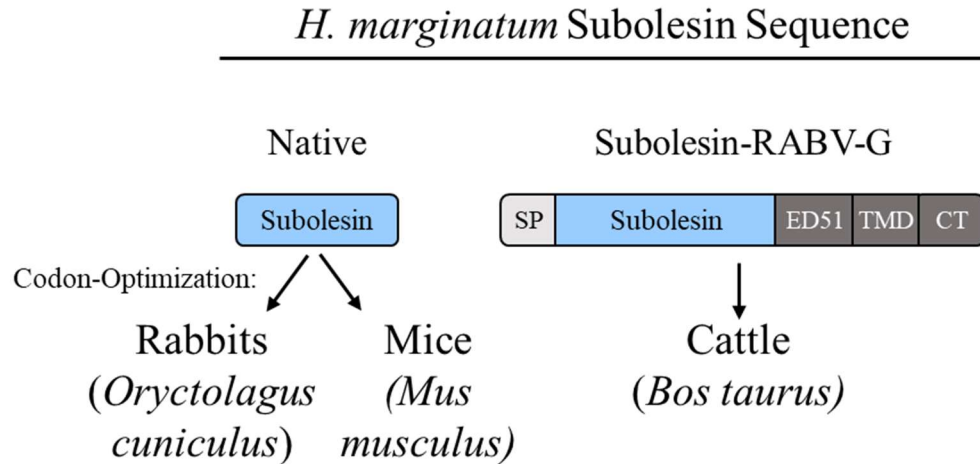 H. marginatum Subolesin Sequence
Native
Subolesin-RABV-G
Subolesin
SP Subolesin ED51 TMD CT
Codon-Optimization:
Rabbits
(Oryctolagus
cuniculus)
Mice
(Mus
musculus)
Cattle
(Bos taurus)